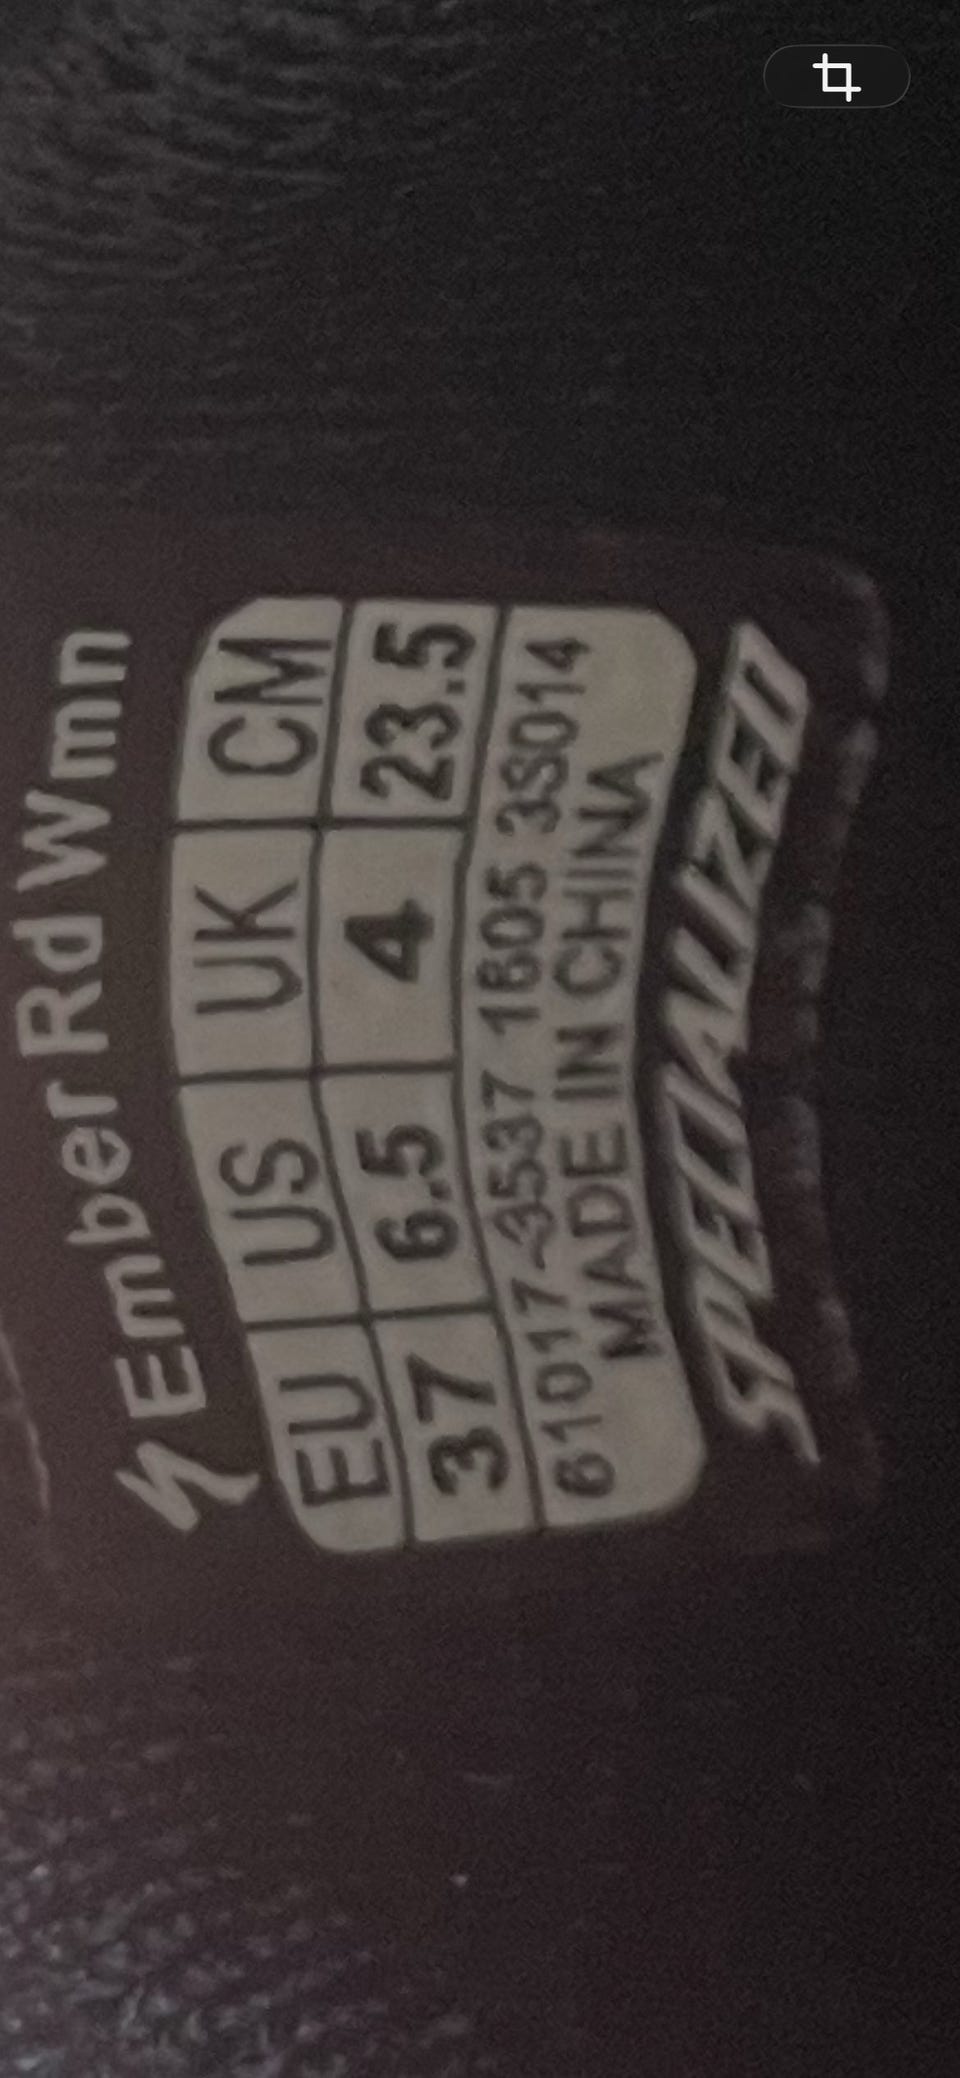 Ember Rd Wmn
EU US UK CM
37 6.5 4 23.5
61017-3537 1605 3S014
MADE IN CHINA
SPECIALIZED